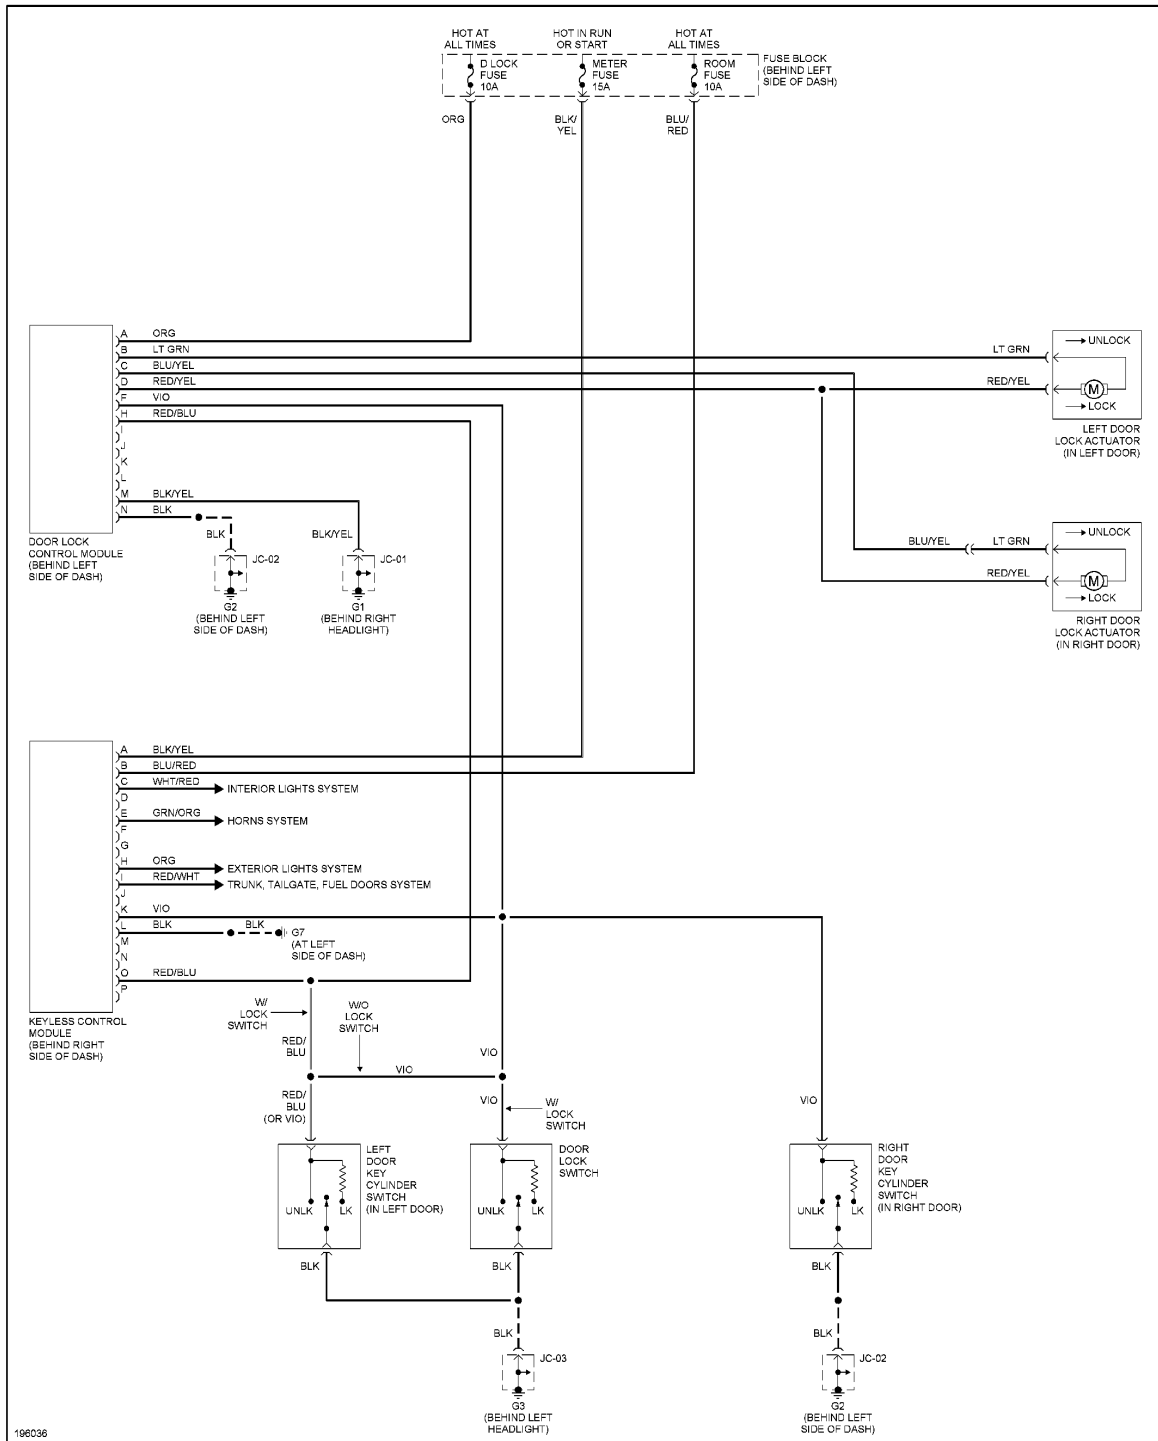 HOT AT
ALL TIMES
HOT IN RUN
OR START
HOT AT
ALL TIMES
D LOCK
FUSE
10A
METER
FUSE
15A
ROOM
FUSE
10A
FUSE BLOCK
(BEHIND LEFT
SIDE OF DASH)
ORG
BLK/
YEL
BLU/
RED
A ORG
B LT GRN
C BLU/YEL
D RED/YEL
F VIO
H RED/BLU
I
J
K
L
M BLK/YEL
N BLK
DOOR LOCK
CONTROL MODULE
(BEHIND LEFT
SIDE OF DASH)
BLK
JC-02
G2
(BEHIND LEFT
SIDE OF DASH)
BLK/YEL
JC-01
G1
(BEHIND RIGHT
HEADLIGHT)
LT GRN
RED/YEL
UNLOCK
M
LOCK
LEFT DOOR
LOCK ACTUATOR
(IN LEFT DOOR)
BLU/YEL
LT GRN
RED/YEL
UNLOCK
M
LOCK
RIGHT DOOR
LOCK ACTUATOR
(IN RIGHT DOOR)
A BLK/YEL
B BLU/RED
C WHT/RED INTERIOR LIGHTS SYSTEM
D
E GRN/ORG HORNS SYSTEM
F
G
H ORG EXTERIOR LIGHTS SYSTEM
I RED/WHT TRUNK, TAILGATE, FUEL DOORS SYSTEM
J
K VIO
L BLK BLK G7
(AT LEFT
SIDE OF DASH)
M
N
O RED/BLU
P
KEYLESS CONTROL
MODULE
(BEHIND RIGHT
SIDE OF DASH)
W/
LOCK
SWITCH
W/O
LOCK
SWITCH
RED/
BLU
VIO
VIO
RED/
BLU
(OR VIO)
VIO
W/
LOCK
SWITCH
VIO
UNLK
LK
LEFT
DOOR
KEY
CYLINDER
SWITCH
(IN LEFT DOOR)
UNLK
LK
DOOR
LOCK
SWITCH
UNLK
LK
RIGHT
DOOR
KEY
CYLINDER
SWITCH
(IN RIGHT DOOR)
BLK
BLK
BLK
BLK
JC-03
G3
(BEHIND LEFT
HEADLIGHT)
BLK
JC-02
G2
(BEHIND LEFT
SIDE OF DASH)
196036